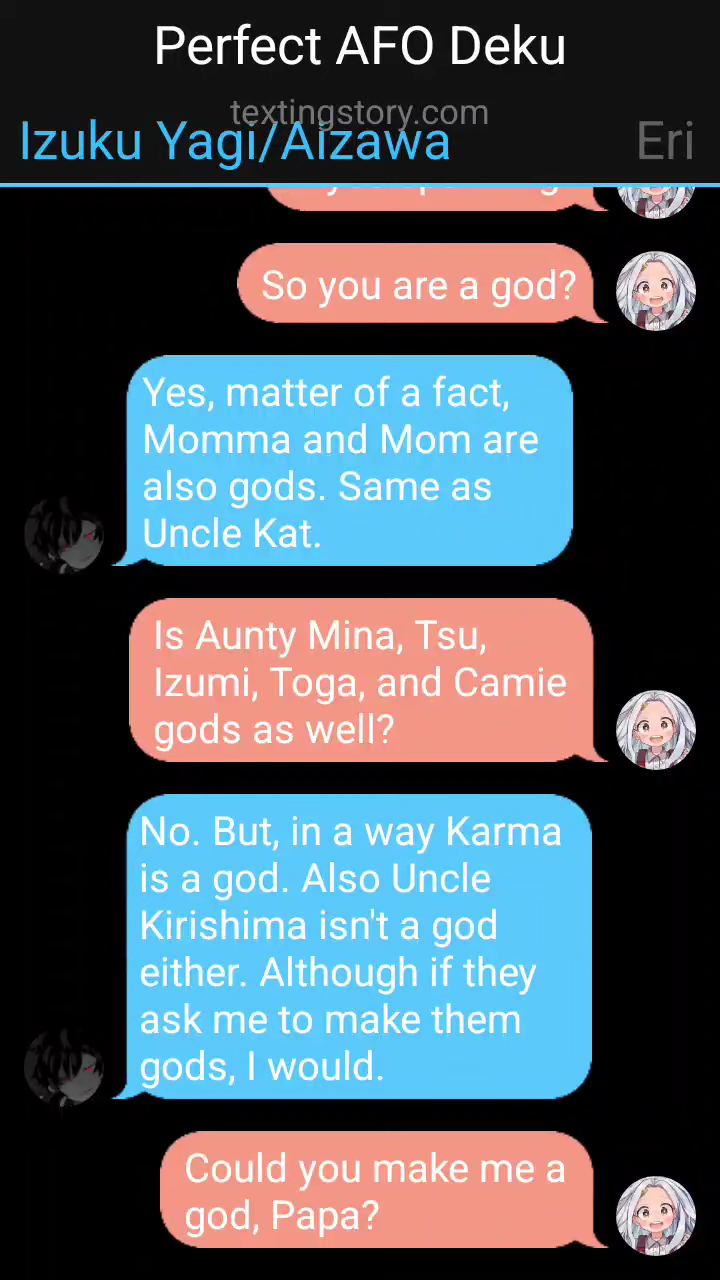 Perfect AFO Deku
textingstory.com
Izuku Yagi/Aizawa
Eri
So you are a god?
Yes, matter of a fact,
Momma and Mom are
also gods. Same as
Uncle Kat.
Is Aunty Mina, Tsu,
Izumi, Toga, and Camie
gods as well?
No. But, in a way Karma
is a god. Also Uncle
Kirishima isn't a god
either. Although if they
ask me to make them
gods, I would.
Could you make me a
god, Papa?